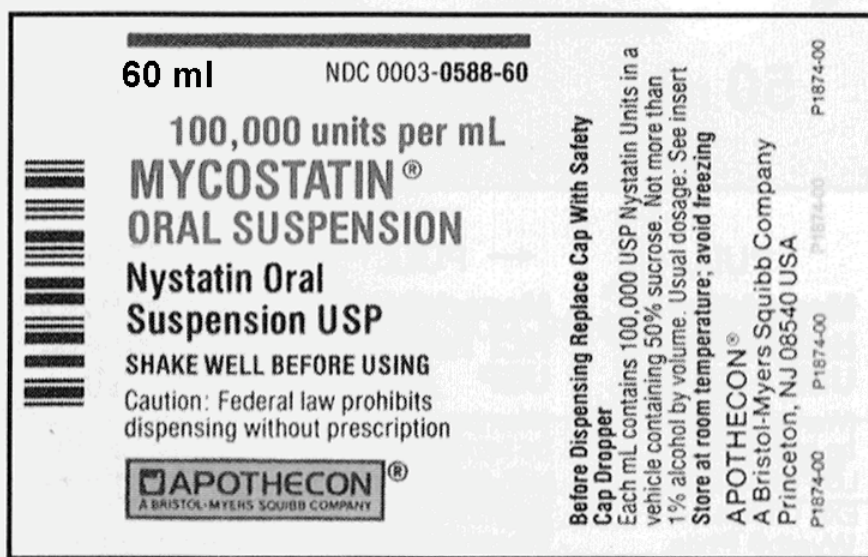 60 ml NDC 0003-0588-60
100,000 units per mL
MYCOSTATIN®
ORAL SUSPENSION
Nystatin Oral
Suspension USP
SHAKE WELL BEFORE USING
Caution: Federal law prohibits
dispensing without prescription
APOTHECON®
A BRISTOL-MYERS SQUIBB COMPANY
Before Dispensing Replace Cap With Safety
Cap Dropper
Each mL contains 100,000 USP Nystatin Units in a
vehicle containing 50% sucrose. Not more than
1% alcohol by volume. Usual dosage: See insert
Store at room temperature; avoid freezing
APOTHECON®
A Bristol-Myers Squibb Company
Princeton, NJ 08540 USA
P1874-00 P1874-00 P1874-00 P1874-00